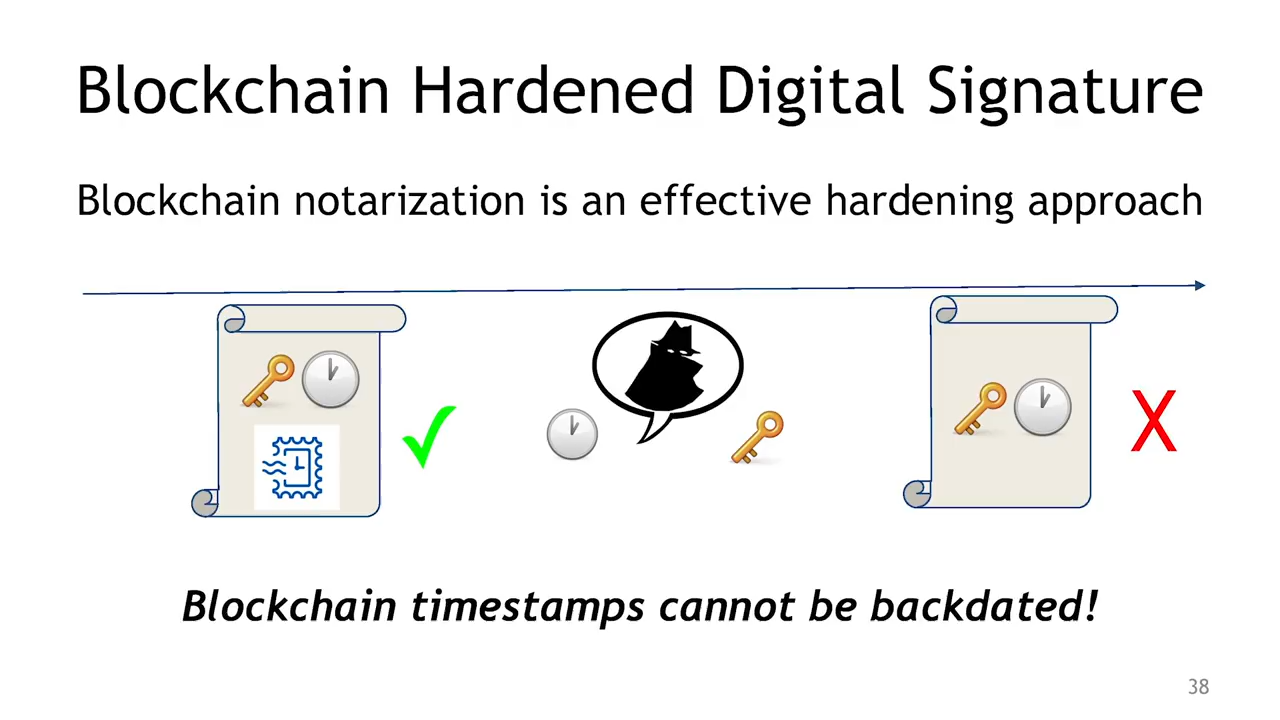 Blockchain Hardened Digital Signature
Blockchain notarization is an effective hardening approach
X
Blockchain timestamps cannot be backdated!
38